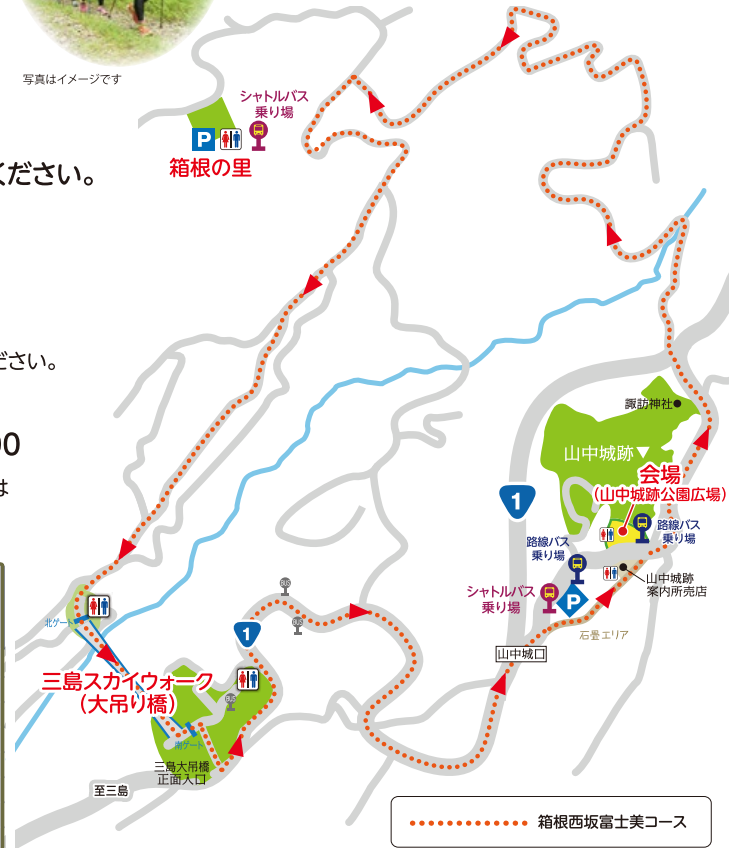 写真はイメージです
シャトルバス
乗り場
P
箱根の里
ください。
ださい。
00
は
諏訪神社
山中城跡▼
会場
(山中城跡公園広場)
1
路線バス
乗り場
路線バス
乗り場
シャトルバス
乗り場
P
山中城跡
案内所売店
石畳エリア
山中城口
BUS
BUS
1
北ゲート
三島スカイウォーク
(大吊り橋)
BUS
南ゲート
三島大吊橋
正面入口
至三島
箱根西坂富士美コース